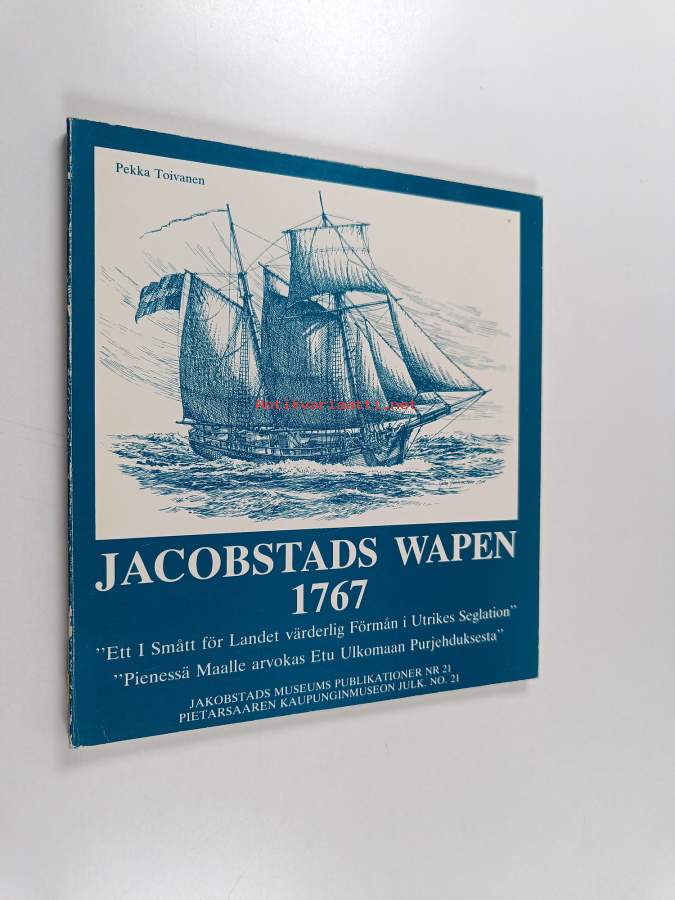 Pekka Toivanen
Antikvariaatti.net
JACOBSTADS WAPEN
1767
"Ett I Smått för Landet värderlig Förmån i Utrikes Seglation"
"Pienessä Maalle arvokas Etu Ulkomaan Purjehduksesta"
JAKOBSTADS MUSEUMS PUBLIKATIONER NR 21
PIETARSAAREN KAUPUNGINMUSEON JULK. NO. 21